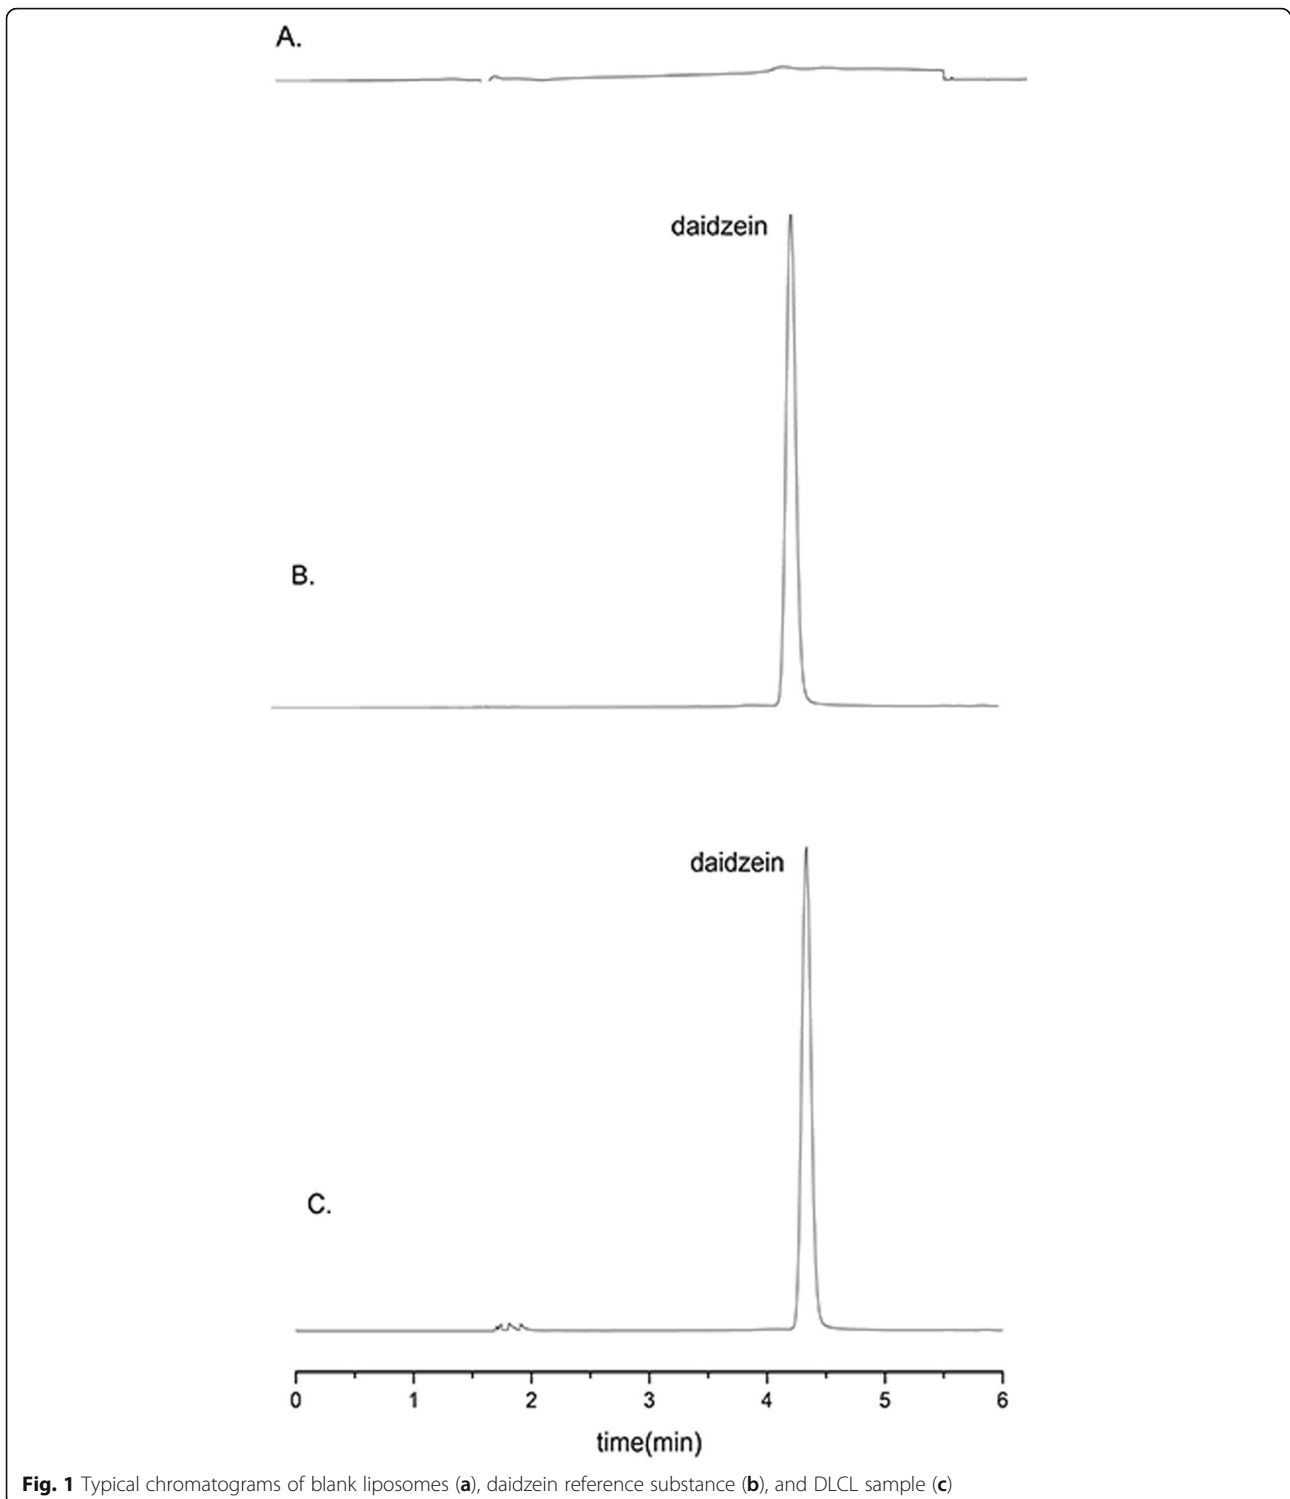 A.
daidzein
B.
daidzein
C.
0 1 2 3 4 5 6
time(min)
Fig. 1 Typical chromatograms of blank liposomes (a), daidzein reference substance (b), and DLCL sample (c)